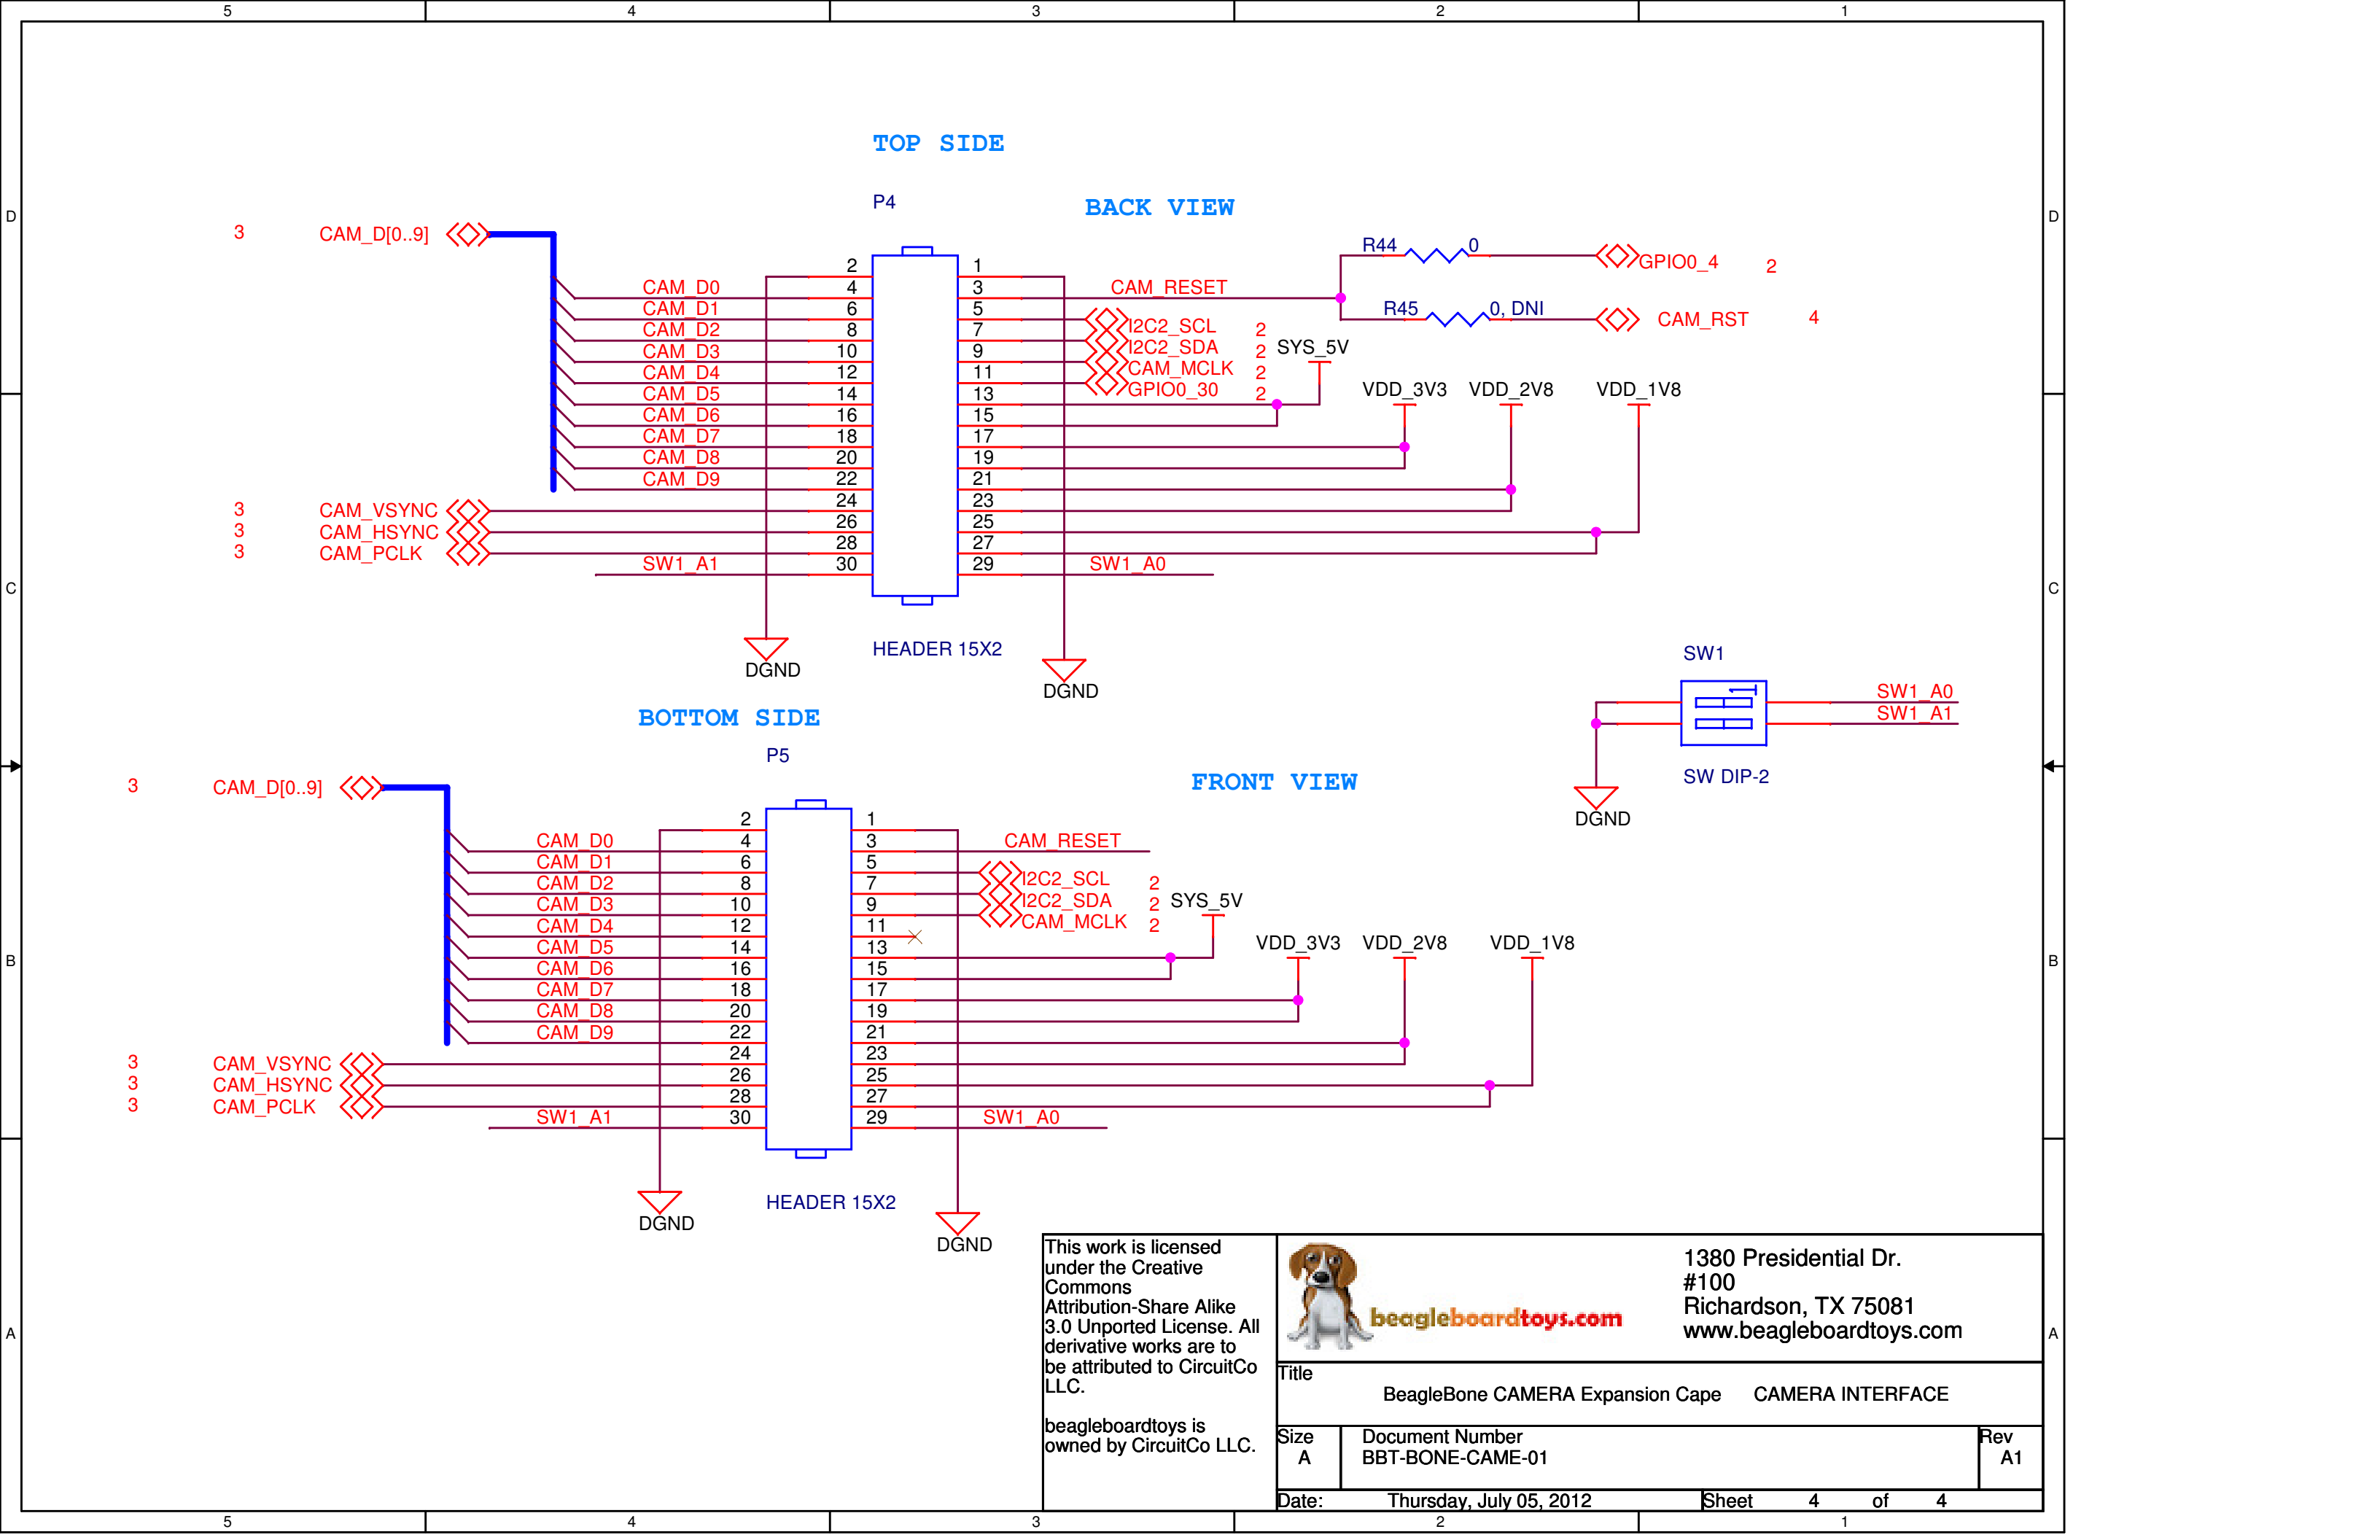 5 4 3 2 1
TOP SIDE
P4
BACK VIEW
D D
3 CAM_D[0..9]
R44 0
GPIO0_4 2
2 1
CAM_D0 4 3 CAM_RESET
R45 0, DNI
CAM_RST 4
CAM_D1 6 5 I2C2_SCL 2
CAM_D2 8 7 I2C2_SDA 2 SYS_5V
CAM_D3 10 9 CAM_MCLK 2
CAM_D4 12 11 GPIO0_30 2 VDD_3V3 VDD_2V8 VDD_1V8
CAM_D5 14 13
CAM_D6 16 15
CAM_D7 18 17
CAM_D8 20 19
CAM_D9 22 21
3 CAM_VSYNC 24 23
3 CAM_HSYNC 26 25
3 CAM_PCLK 28 27
SW1_A1 30 29 SW1_A0
C C
HEADER 15X2
DGND
DGND
SW1
SW1_A0
SW1_A1
1
SW DIP-2
DGND
BOTTOM SIDE
P5
FRONT VIEW
3 CAM_D[0..9]
2 1
CAM_D0 4 3 CAM_RESET
CAM_D1 6 5 I2C2_SCL 2
CAM_D2 8 7 I2C2_SDA 2 SYS_5V
CAM_D3 10 9 CAM_MCLK 2
CAM_D4 12 11
CAM_D5 14 13 VDD_3V3 VDD_2V8 VDD_1V8
B B
CAM_D6 16 15
CAM_D7 18 17
CAM_D8 20 19
CAM_D9 22 21
3 CAM_VSYNC 24 23
3 CAM_HSYNC 26 25
3 CAM_PCLK 28 27
SW1_A1 30 29 SW1_A0
HEADER 15X2
DGND
DGND
A A
This work is licensed
under the Creative
Commons
Attribution-Share Alike
3.0 Unported License. All
derivative works are to
be attributed to CircuitCo
LLC.
beagleboardtoys is
owned by CircuitCo LLC.
beagleboardtoys.com
1380 Presidential Dr.
#100
Richardson, TX 75081
www.beagleboardtoys.com
Title
BeagleBone CAMERA Expansion Cape CAMERA INTERFACE
Size
A
Document Number
BBT-BONE-CAME-01
Rev
A1
Date: Thursday, July 05, 2012 Sheet 4 of 4
5 4 3 2 1